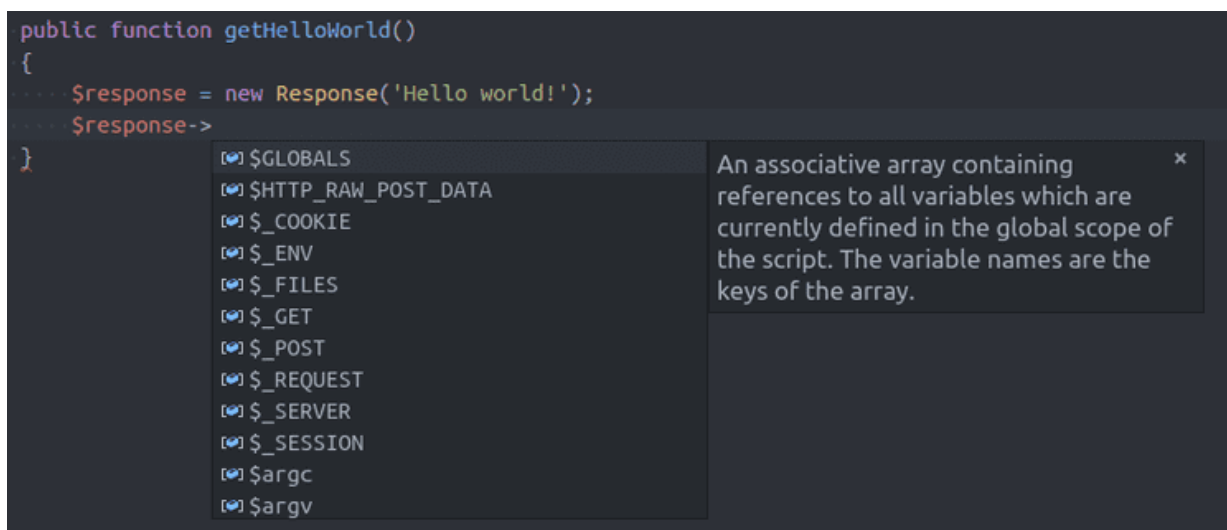 public function getHelloWorld()
{
$response = new Response('Hello world!');
$response->
}
$GLOBALS
$HTTP_RAW_POST_DATA
$_COOKIE
$_ENV
$_FILES
$_GET
$_POST
$_REQUEST
$_SERVER
$_SESSION
$argc
$argv
An associative array containing
references to all variables which are
currently defined in the global scope of
the script. The variable names are the
keys of the array.
×